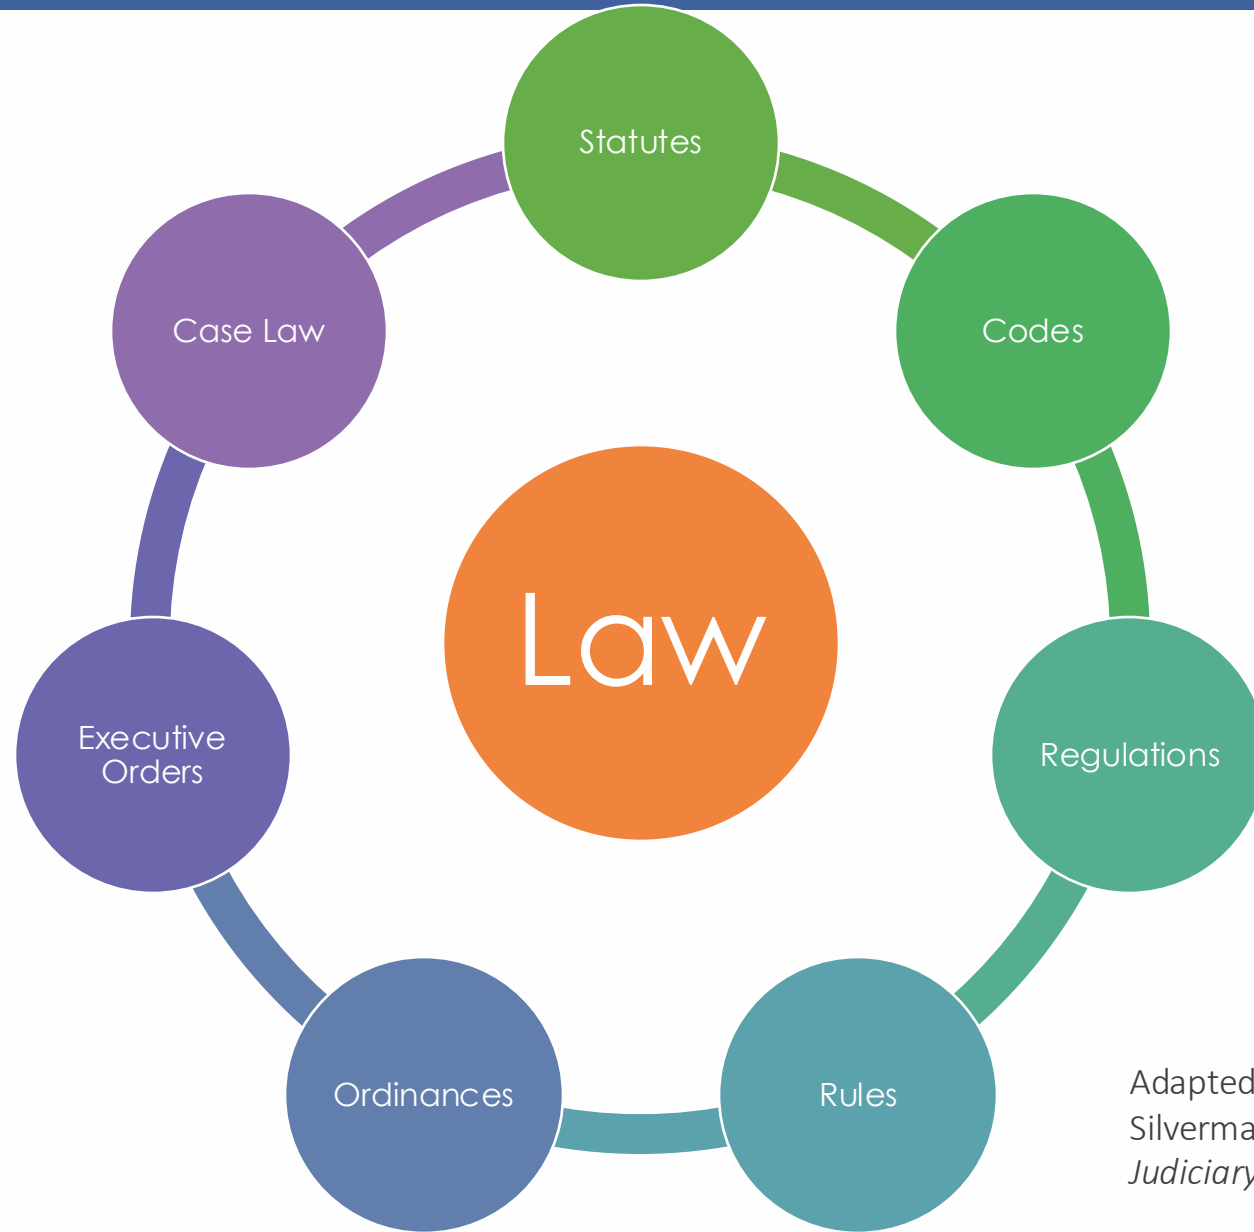 Statutes
Case Law
Codes
Law
Executive
Orders
Regulations
Ordinances
Rules
Adapted
Silverma
Judiciary